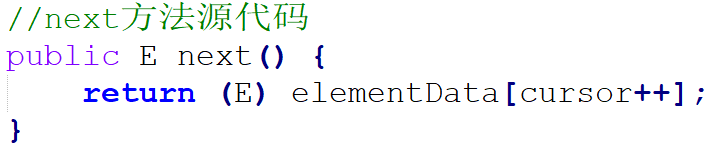 //next方法源代码
public E next() {
    return (E) elementData[cursor++];
}